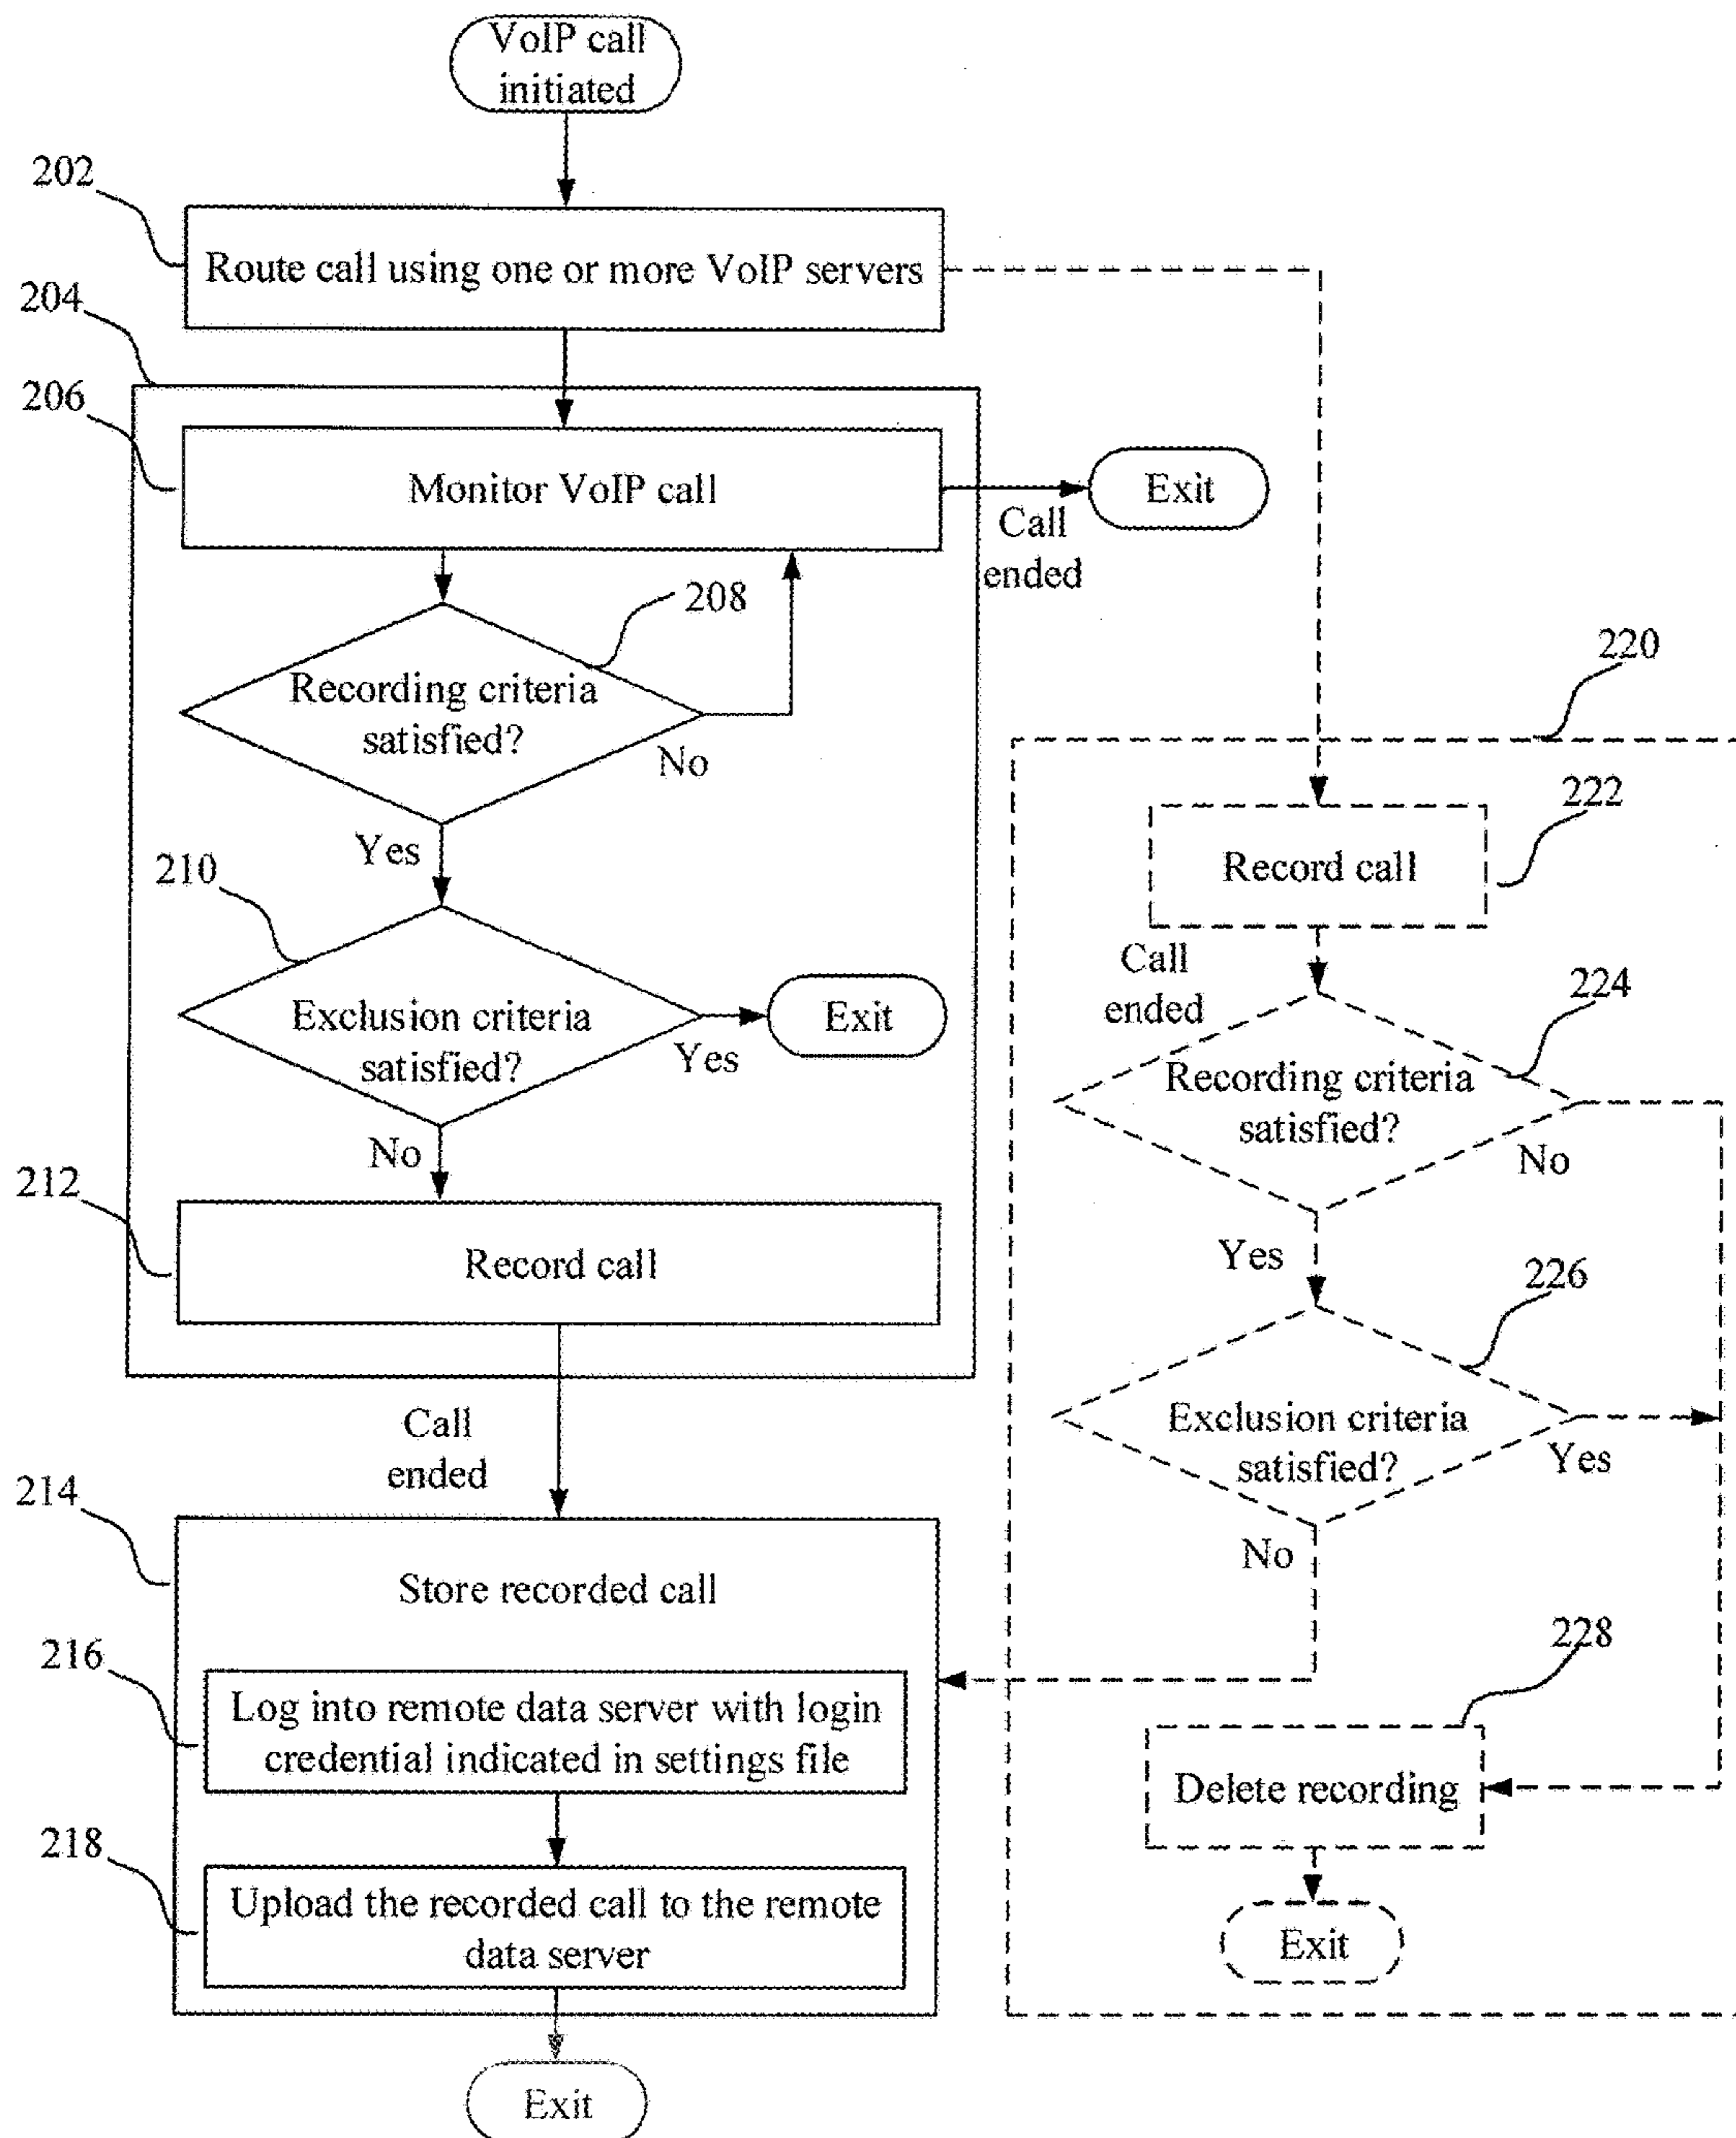 VoIP call
initiated
202
Route call using one or more VoIP servers
204
206
Monitor VoIP call
Exit
Call
ended
208
Recording criteria
satisfied?
No
Yes
210
Exclusion criteria
satisfied?
Yes
Exit
No
212
Record call
Call
ended
214
Store recorded call
216
Log into remote data server with login
credential indicated in settings file
218
Upload the recorded call to the remote
data server
Exit
220
222
Record call
Call
ended
224
Recording criteria
satisfied?
No
Yes
226
Exclusion criteria
satisfied?
Yes
No
228
Delete recording
Exit